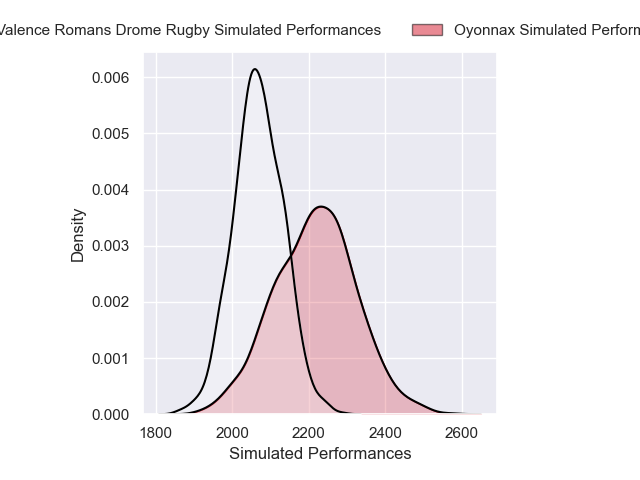 Valence Romans Drome Rugby Simulated Performances
Oyonnax Simulated Perform
0.006
0.005
0.004
0.003
0.002
0.001
0.000
Density
1800 2000 2200 2400 2600
Simulated Performances